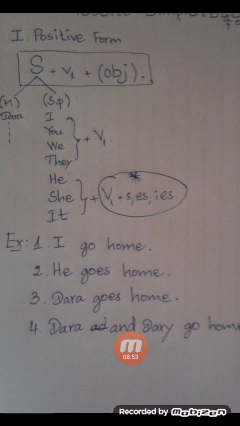 I. Positive Form
S + V1 + (obj).
(n) (S.p)
Dara I
You
We + V1
They
He
She + V1 + s, es, ies.
It
Ex: 1. I go home.
2. He goes home.
3. Dara goes home.
4. Dara and Dary go home
08:53
Recorded by mobizen